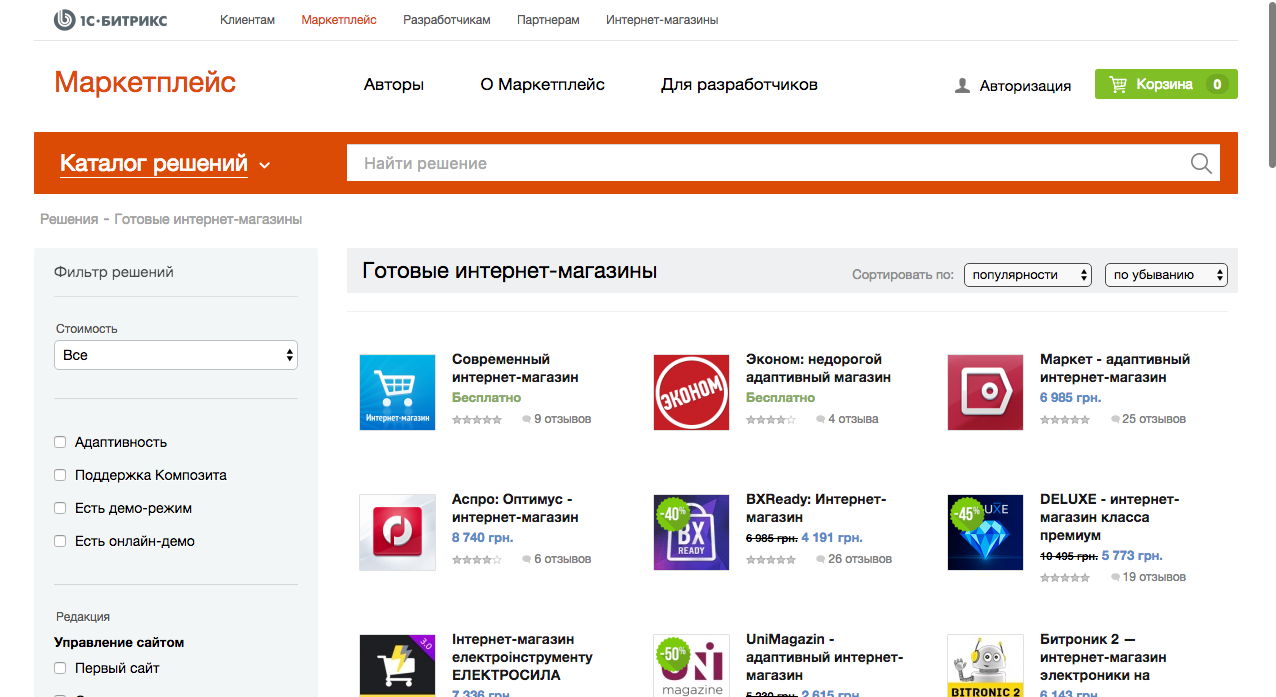 1С-БИТРИКС
Клиентам
Маркетплейс
Разработчикам
Партнерам
Интернет-магазины
Маркетплейс
Авторы
О Маркетплейс
Для разработчиков
Авторизация
Корзина 0
Каталог решений
Найти решение
Решения - Готовые интернет-магазины
Фильтр решений
Стоимость
Все
Адаптивность
Поддержка Композита
Есть демо-режим
Есть онлайн-демо
Редакция
Управление сайтом
Первый сайт
Готовые интернет-магазины
Сортировать по:
популярности
по убыванию
Интернет-магазин
Современный
интернет-магазин
Бесплатно
9 отзывов
ЭКОНОМ
Эконом: недорогой
адаптивный магазин
Бесплатно
4 отзыва
Маркет - адаптивный
интернет-магазин
6 985 грн.
25 отзывов
Аспро: Оптимус -
интернет-магазин
8 740 грн.
6 отзывов
-40%
BX
READY
BXReady: Интернет-
магазин
6 985 грн. 4 191 грн.
26 отзывов
-45%
UXE
DELUXE - интернет-
магазин класса
премиум
10 495 грн. 5 773 грн.
19 отзывов
3.0
Інтернет-магазин
електроінструменту
ЕЛЕКТРОСИЛА
7 336 грн.
-50%
UNI
magazine
UniMagazin -
адаптивный интернет-
магазин
5 230 грн. 2 615 грн.
BITRONIC 2
Битроник 2 —
интернет-магазин
электроники на
6 143 грн.